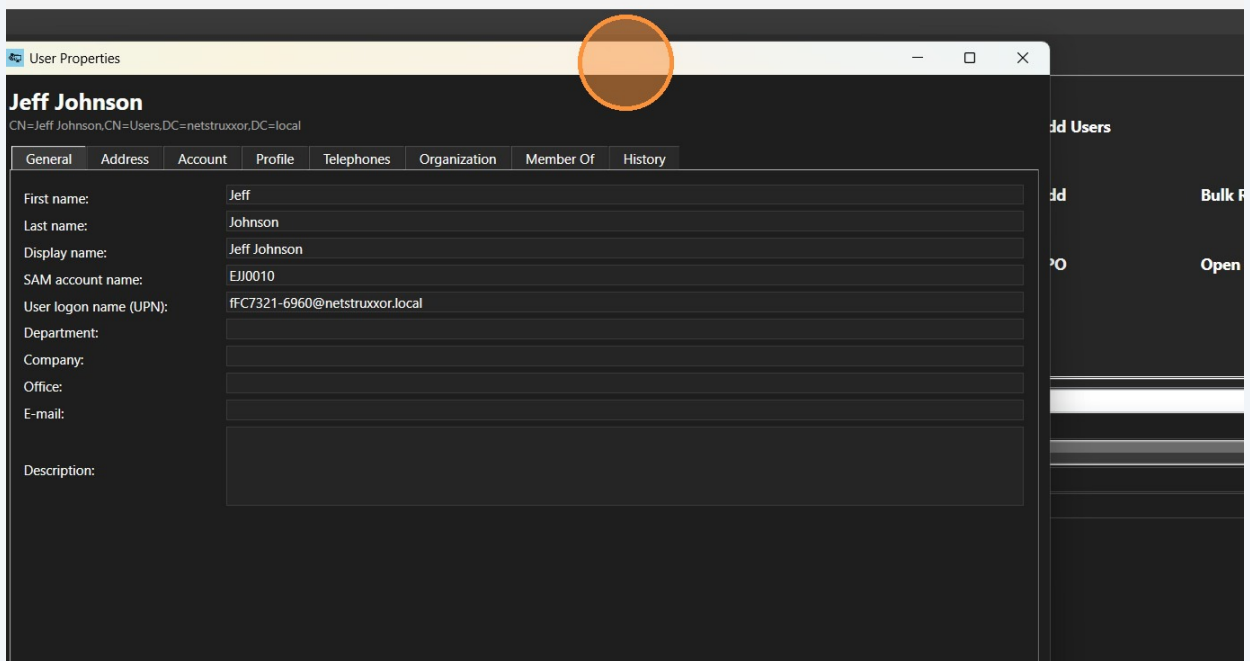 User Properties
Jeff Johnson
CN=Jeff Johnson,CN=Users,DC=netstruxxor,DC=local
General Address Account Profile Telephones Organization Member Of History
First name: Jeff
Last name: Johnson
Display name: Jeff Johnson
SAM account name: EJJ0010
User logon name (UPN): fFC7321-6960@netstruxxor.local
Department:
Company:
Office:
E-mail:
Description:
dd Users
dd Bulk
PO Open